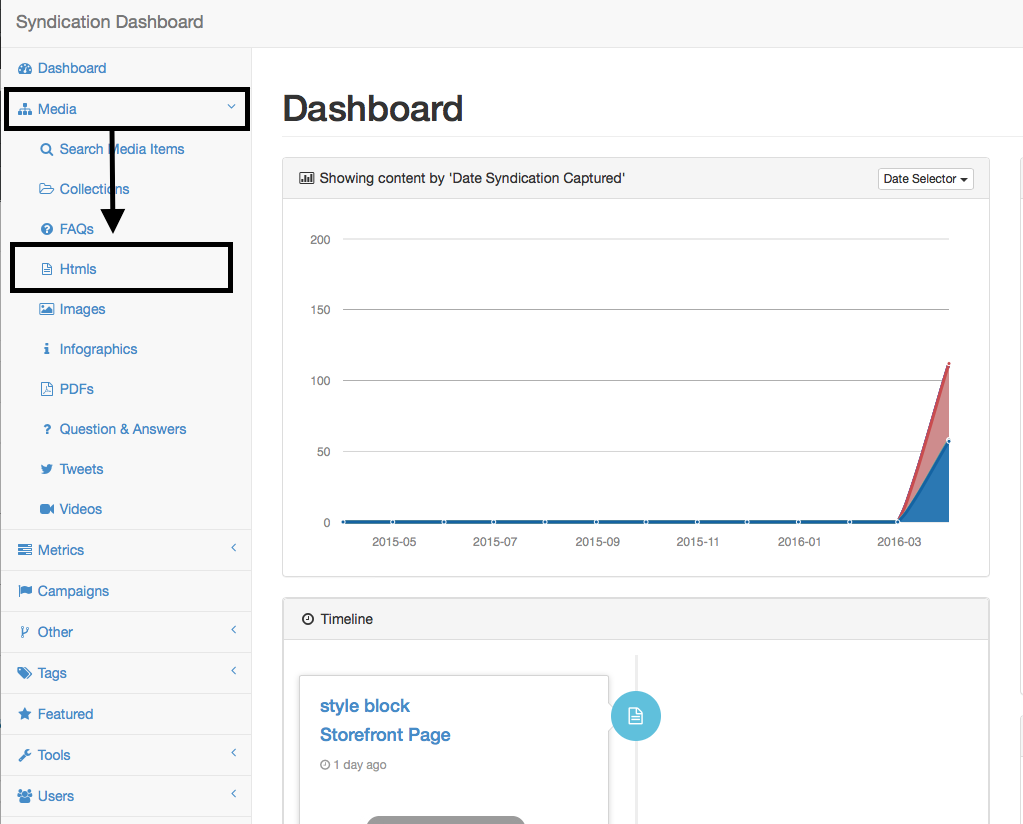 Syndication Dashboard
Dashboard
Media
Search Media Items
Collections
FAQs
Htmls
Images
Infographics
PDFs
Question & Answers
Tweets
Videos
Metrics
Campaigns
Other
Tags
Featured
Tools
Users
Dashboard
Showing content by 'Date Syndication Captured'
Date Selector
200
150
100
50
0
2015-05 2015-07 2015-09 2015-11 2016-01 2016-03
Timeline
style block
Storefront Page
1 day ago